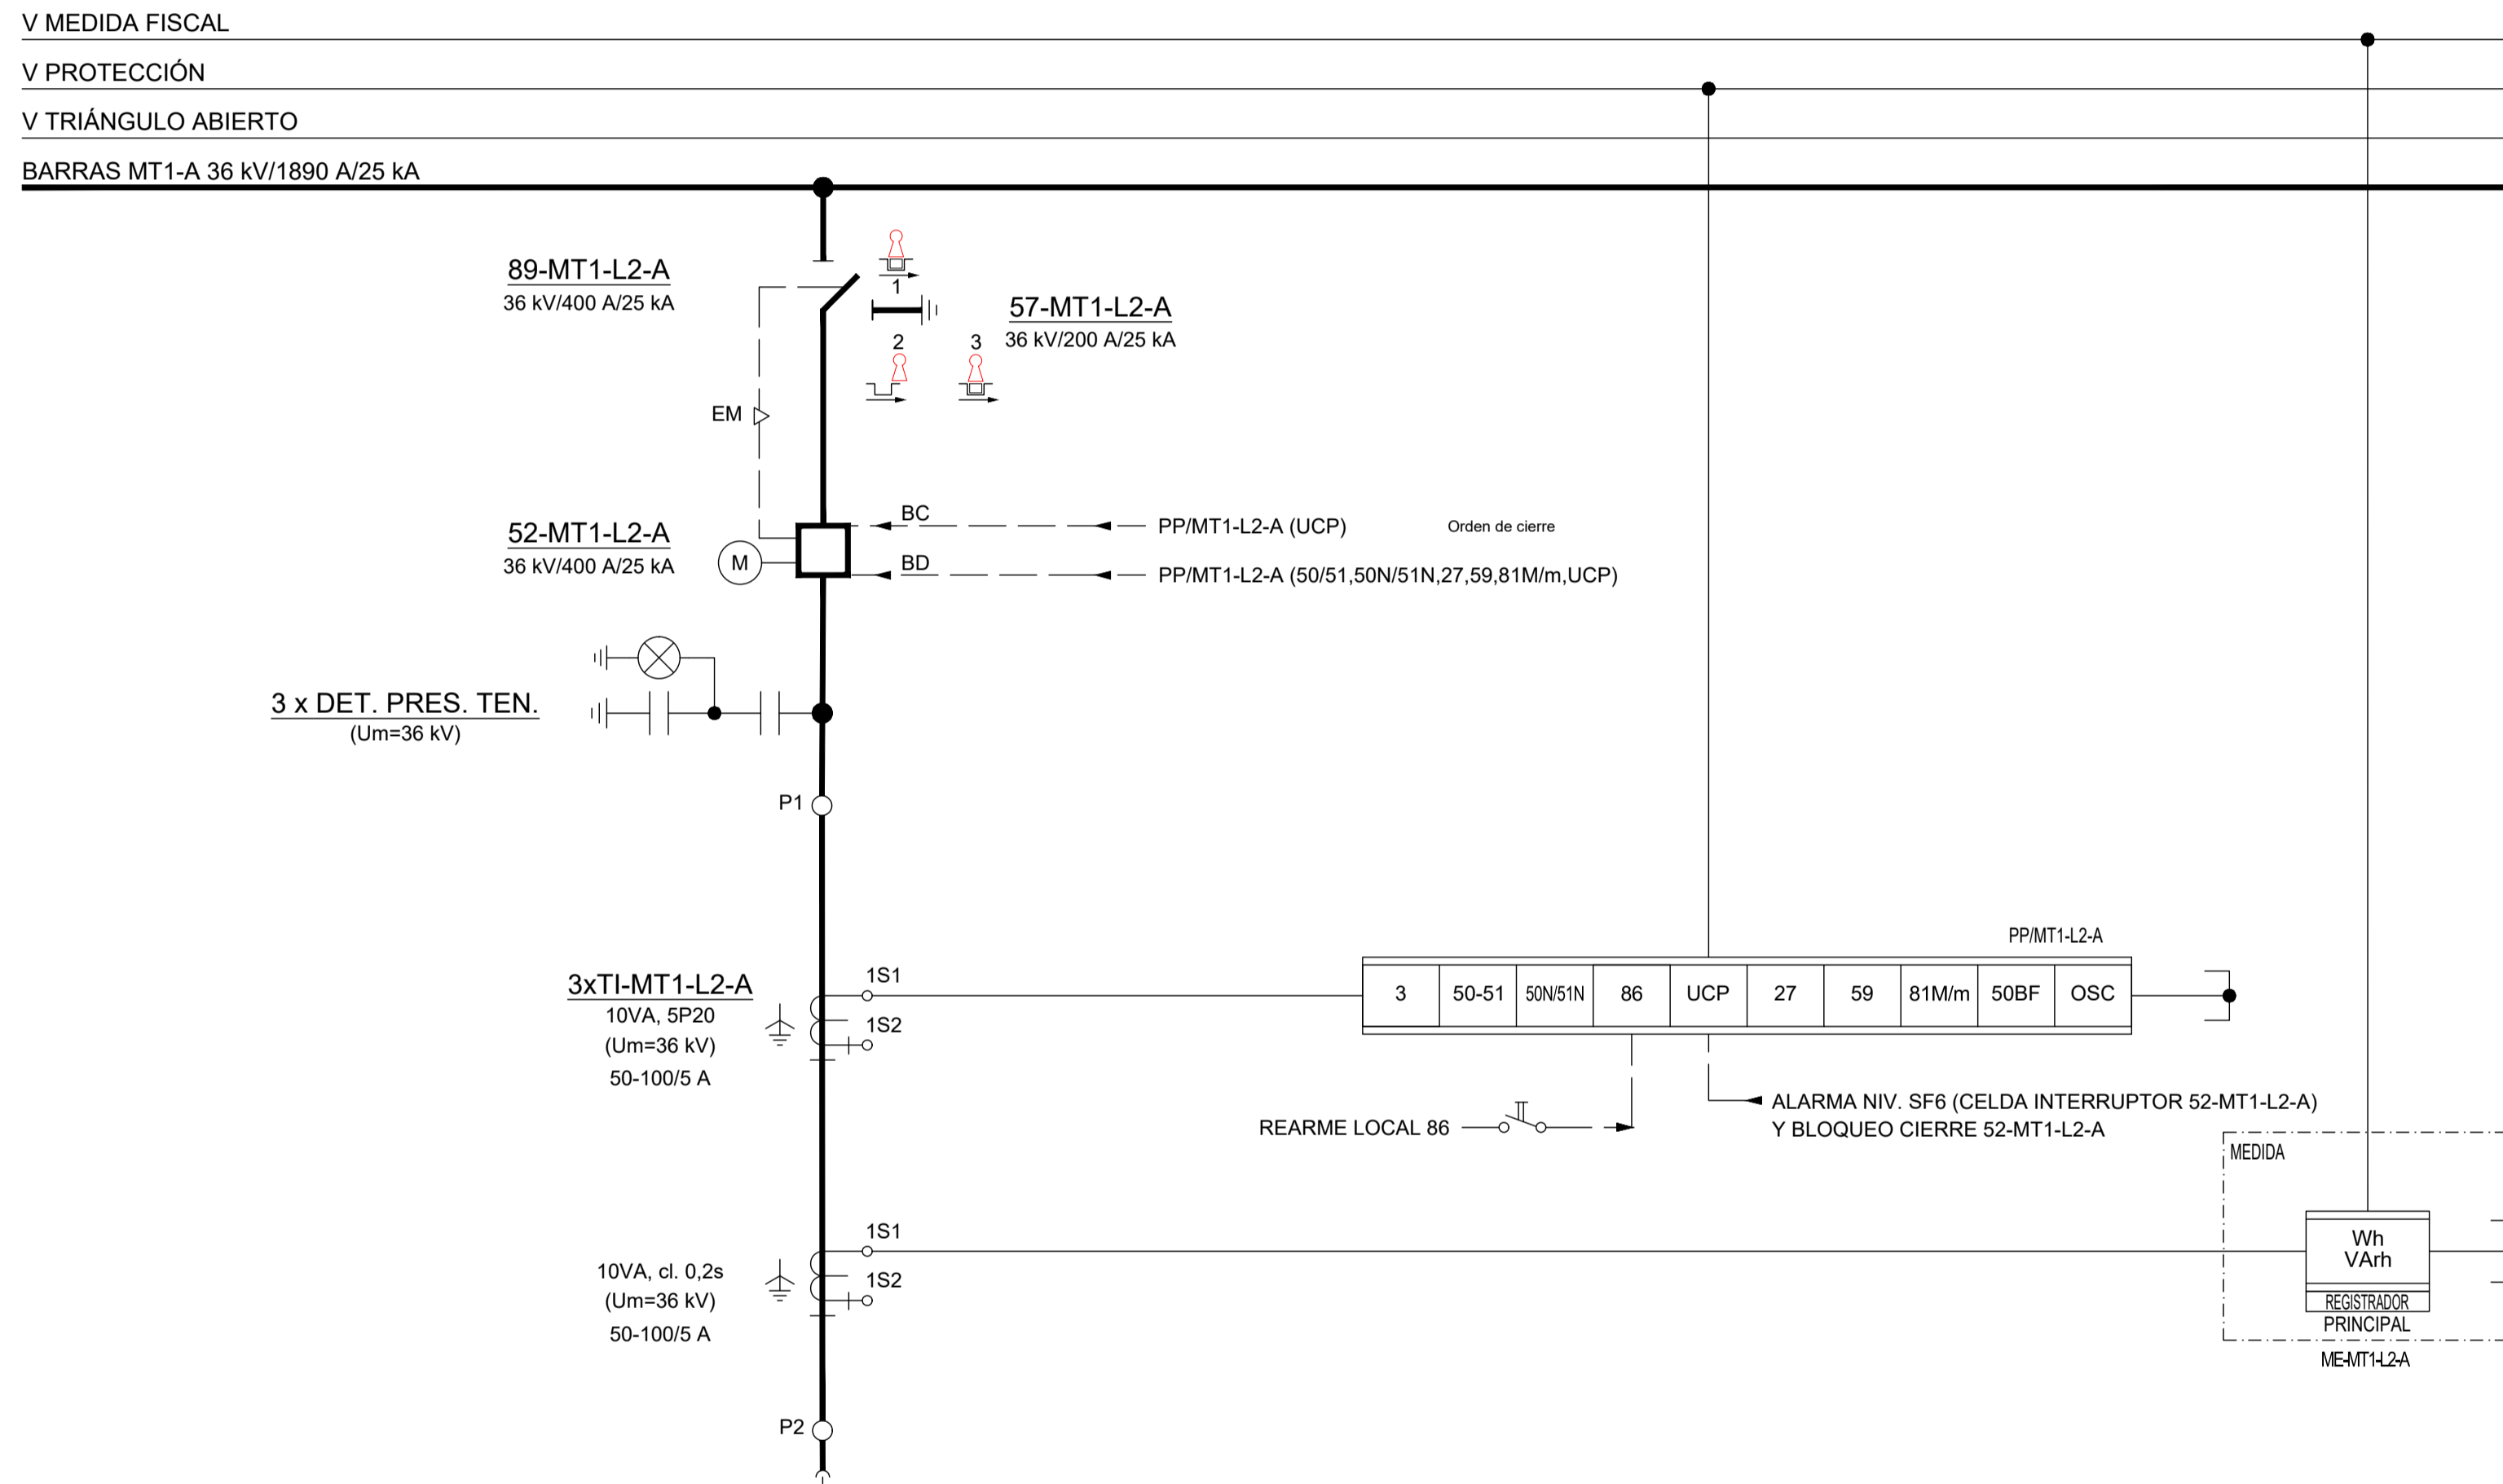 V MEDIDA FISCAL
V PROTECCIÓN
V TRIÁNGULO ABIERTO
BARRAS MT1-A 36 kV/1890 A/25 kA
89-MT1-L2-A
36 kV/400 A/25 kA
1
57-MT1-L2-A
36 kV/200 A/25 kA
2
3
EM
52-MT1-L2-A
36 kV/400 A/25 kA
M
BC
PP/MT1-L2-A (UCP)
Orden de cierre
BD
PP/MT1-L2-A (50/51,50N/51N,27,59,81M/m,UCP)
3 x DET. PRES. TEN.
(Um=36 kV)
P1
PP/MT1-L2-A
3xTI-MT1-L2-A
10VA, 5P20
(Um=36 kV)
50-100/5 A
1S1
1S2
3
50-51
50N/51N
86
UCP
27
59
81M/m
50BF
OSC
REARME LOCAL 86
ALARMA NIV. SF6 (CELDA INTERRUPTOR 52-MT1-L2-A)
Y BLOQUEO CIERRE 52-MT1-L2-A
MEDIDA
10VA, cl. 0,2s
(Um=36 kV)
50-100/5 A
1S1
1S2
Wh
VArh
REGISTRADOR
PRINCIPAL
ME-MT1-L2-A
P2